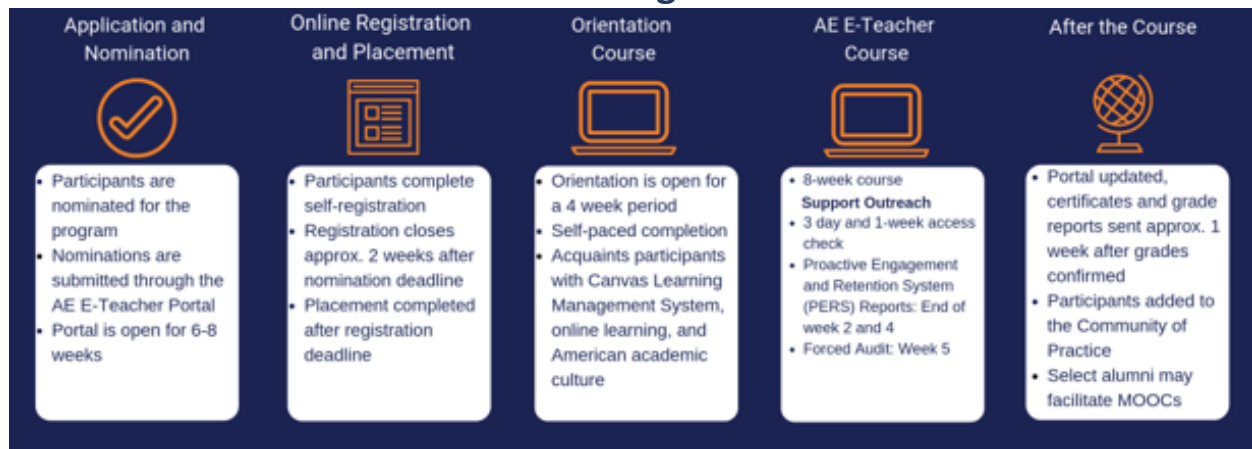 Application and
Nomination
• Participants are
nominated for the
program
• Nominations are
submitted through the
AE E-Teacher Portal
• Portal is open for 6-8
weeks
Online Registration
and Placement
• Participants complete
self-registration
• Registration closes
approx. 2 weeks after
nomination deadline
• Placement completed
after registration
deadline
Orientation
Course
• Orientation is open for
a 4 week period
• Self-paced completion
• Acquaints participants
with Canvas Learning
Management System,
online learning, and
American academic
culture
AE E-Teacher
Course
• 8-week course
Support Outreach
• 3 day and 1-week access
check
• Proactive Engagement
and Retention System
(PERS) Reports: End of
week 2 and 4
• Forced Audit: Week 5
After the Course
• Portal updated,
certificates and grade
reports sent approx. 1
week after grades
confirmed
• Participants added to
the Community of
Practice
• Select alumni may
facilitate MOOCs